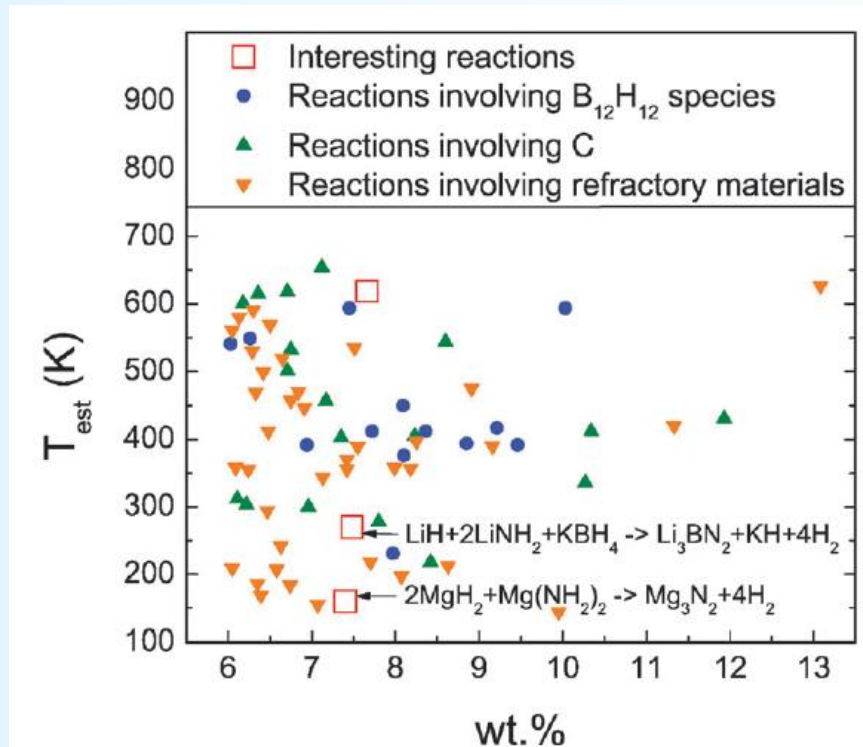 Interesting reactions
Reactions involving B₁₂H₁₂ species
Reactions involving C
Reactions involving refractory materials
900
800
700
600
500
400
300
200
100
T_est (K)
LiH+2LiNH₂+KBH₄ -> Li₃BN₂+KH+4H₂
2MgH₂+Mg(NH₂)₂ -> Mg₃N₂+4H₂
6 7 8 9 10 11 12 13
wt.%